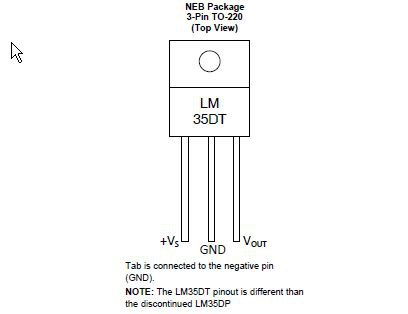 NEB Package
3-Pin TO-220
(Top View)
LM
35DT
+VS
GND
VOUT
Tab is connected to the negative pin
(GND).
NOTE: The LM35DT pinout is different than
the discontinued LM35DP